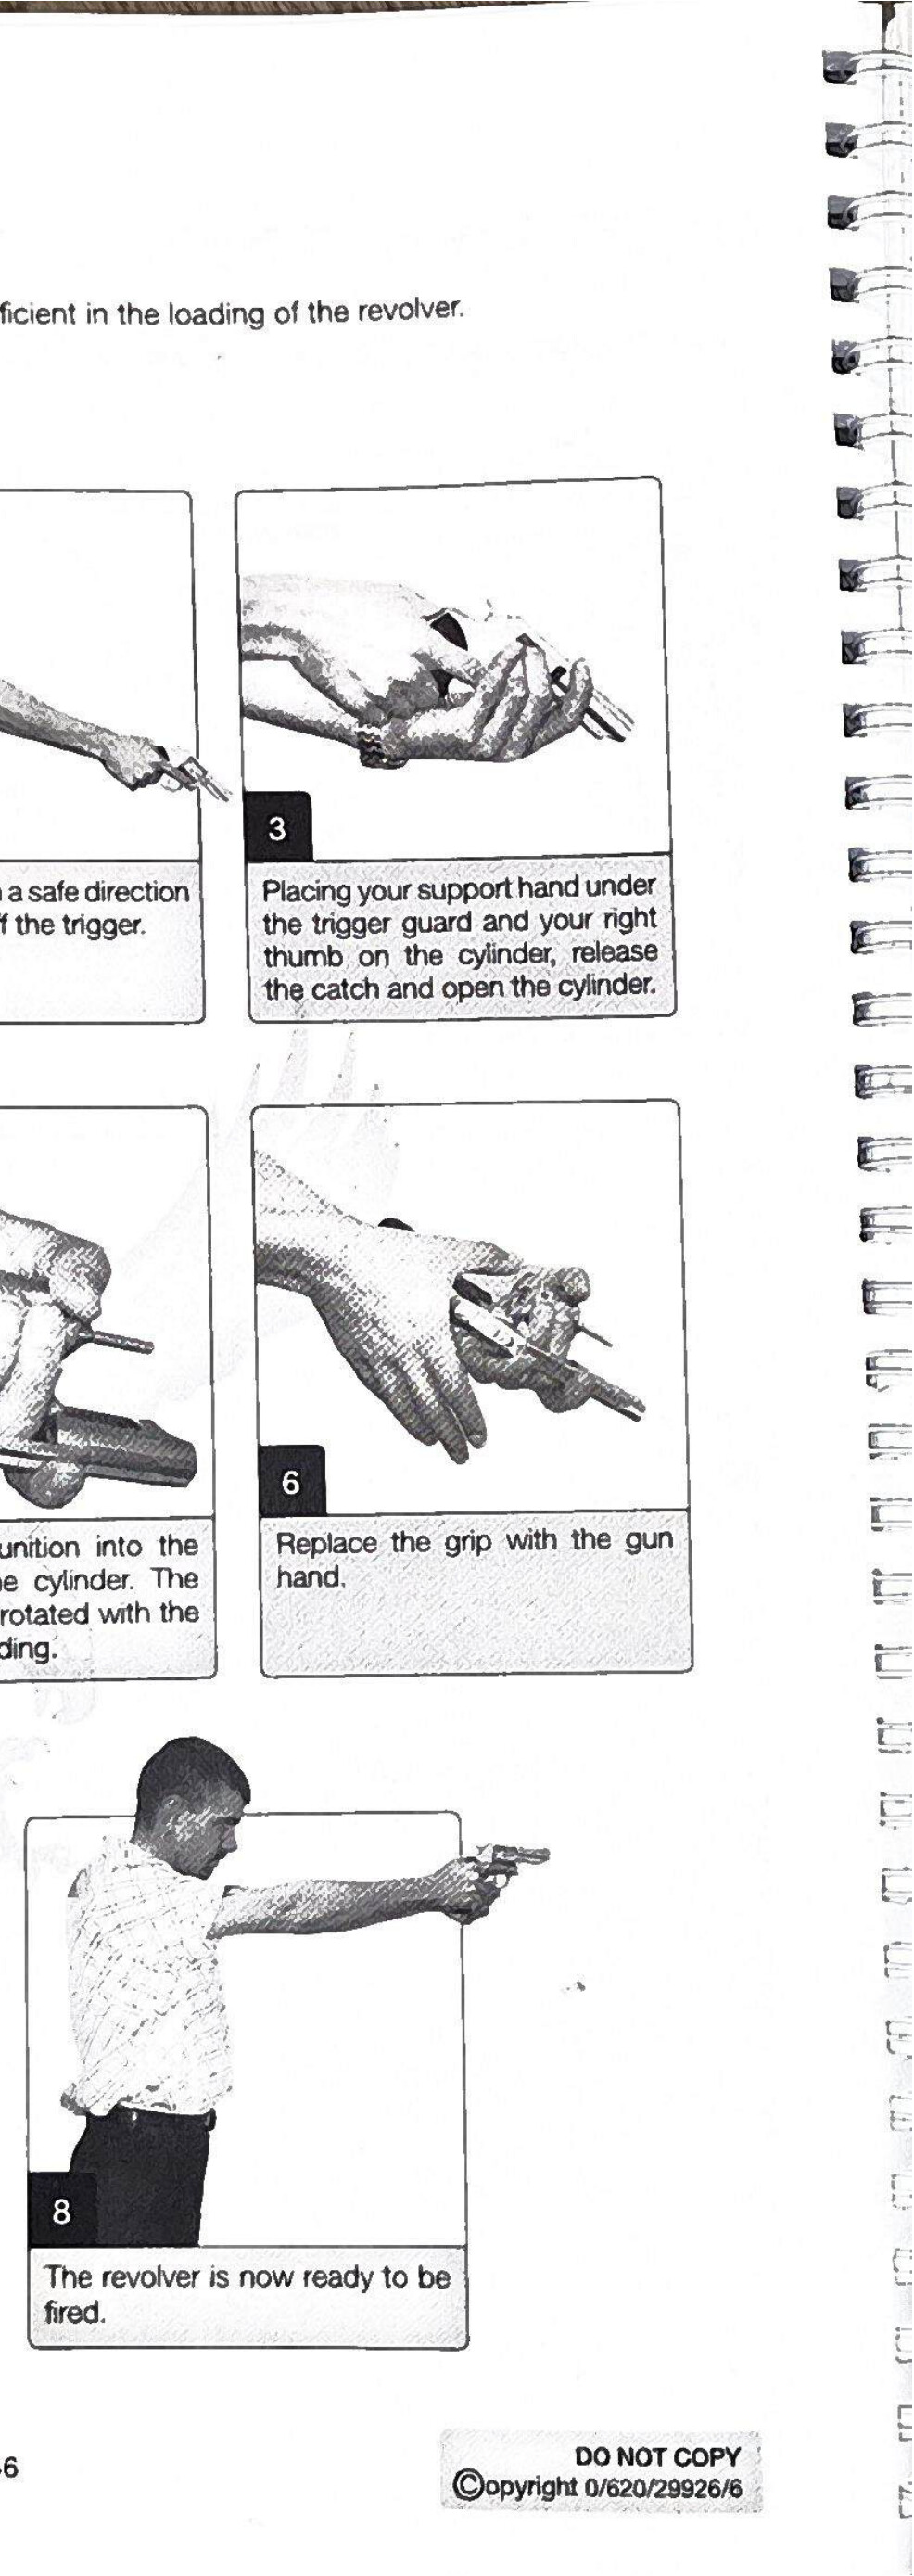 in the loading of the revolver.
a safe direction
the trigger.
3
Placing your support hand under
the trigger guard and your right
thumb on the cylinder, release
the catch and open the cylinder.
into the
cylinder. The
rotated with the
6
Replace the grip with the gun
hand.
8
The revolver is now ready to be
fired.
6
DO NOT COPY
©opyright 0/620/29926/6